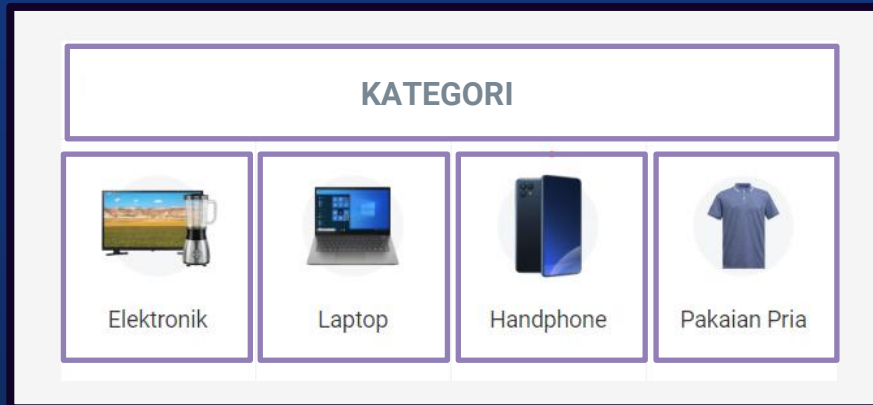 KATEGORI
Elektronik
Laptop
Handphone
Pakaian Pria